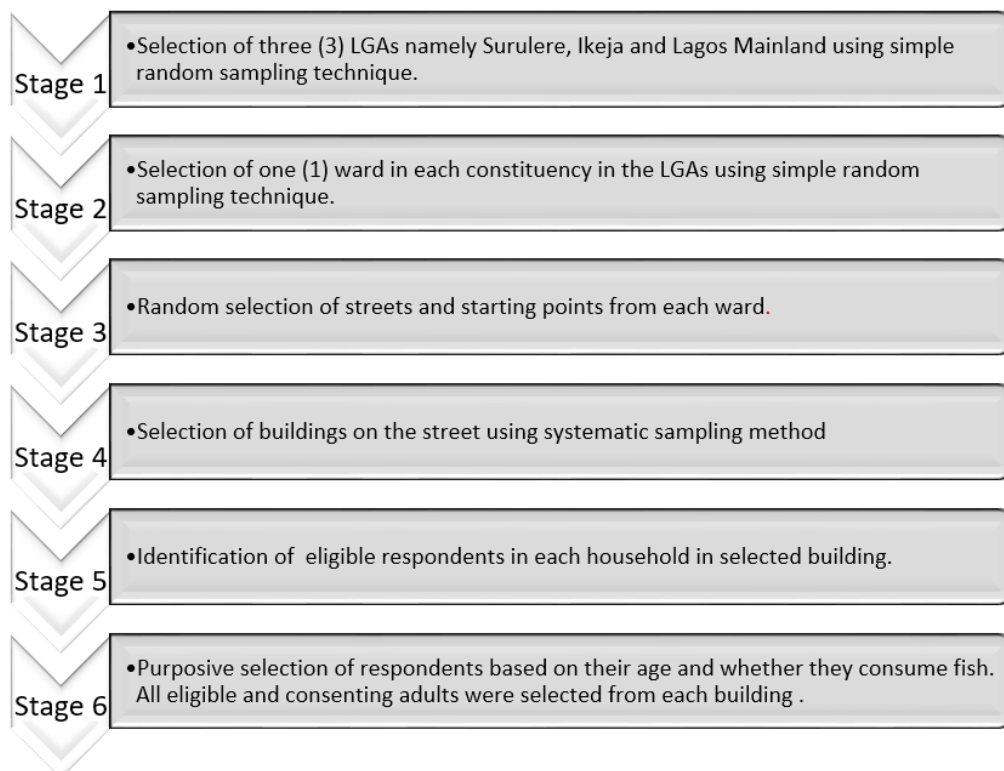 Stage 1
•Selection of three (3) LGAs namely Surulere, Ikeja and Lagos Mainland using simple
random sampling technique.
Stage 2
•Selection of one (1) ward in each constituency in the LGAs using simple random
sampling technique.
Stage 3
•Random selection of streets and starting points from each ward.
Stage 4
•Selection of buildings on the street using systematic sampling method
Stage 5
•Identification of eligible respondents in each household in selected building.
Stage 6
•Purposive selection of respondents based on their age and whether they consume fish.
All eligible and consenting adults were selected from each building .